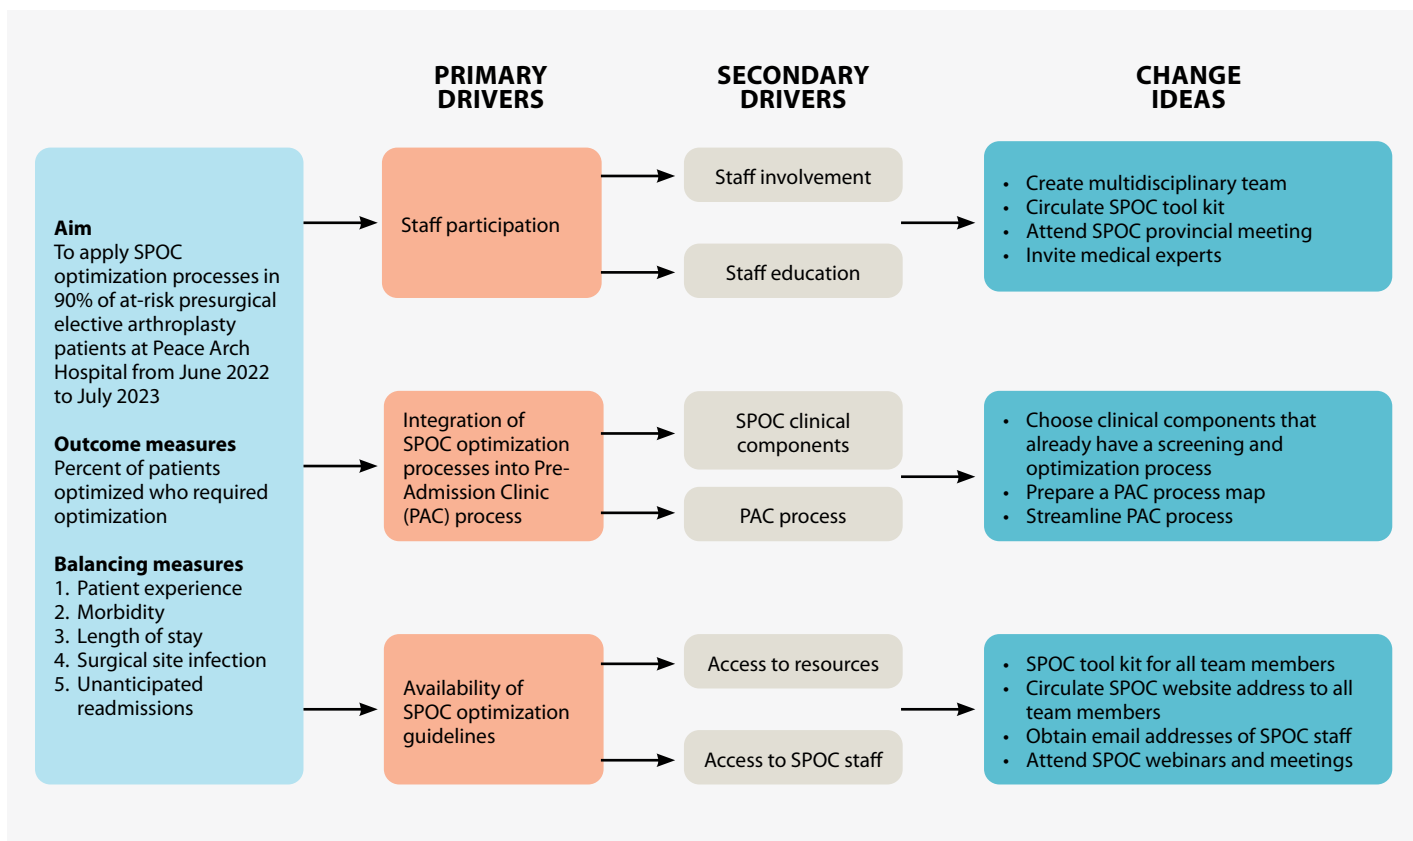 PRIMARY
DRIVERS
SECONDARY
DRIVERS
CHANGE
IDEAS
Aim
To apply SPOC
optimization processes in
90% of at-risk presurgical
elective arthroplasty
patients at Peace Arch
Hospital from June 2022
to July 2023
Outcome measures
Percent of patients
optimized who required
optimization
Balancing measures
1. Patient experience
2. Morbidity
3. Length of stay
4. Surgical site infection
5. Unanticipated
readmissions
Staff participation
Staff involvement
Staff education
• Create multidisciplinary team
• Circulate SPOC tool kit
• Attend SPOC provincial meeting
• Invite medical experts
Integration of
SPOC optimization
processes into Pre-
Admission Clinic
(PAC) process
SPOC clinical
components
PAC process
• Choose clinical components that
already have a screening and
optimization process
• Prepare a PAC process map
• Streamline PAC process
Availability of
SPOC optimization
guidelines
Access to resources
Access to SPOC staff
• SPOC tool kit for all team members
• Circulate SPOC website address to all
team members
• Obtain email addresses of SPOC staff
• Attend SPOC webinars and meetings